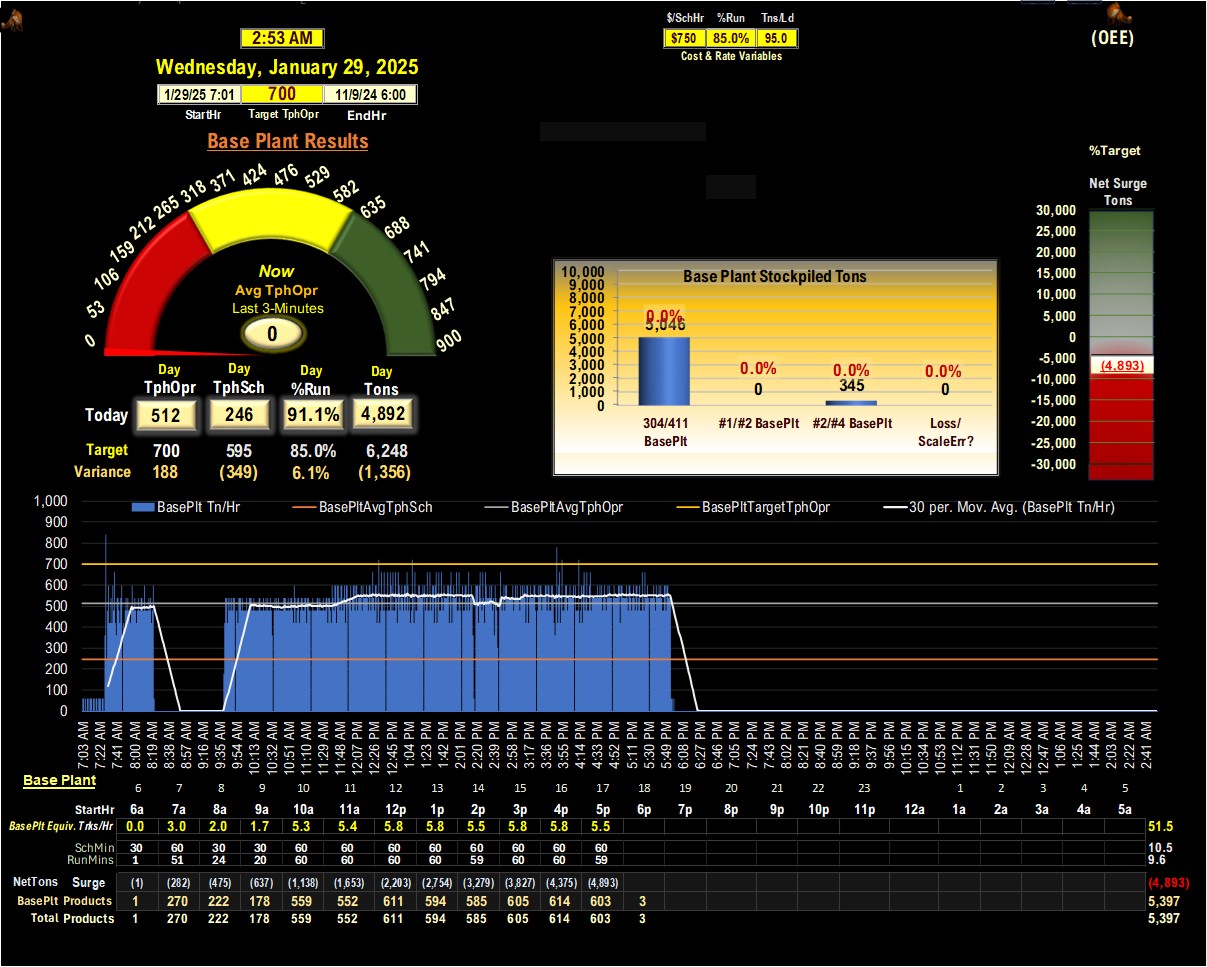 $/SchHr %Run Tns/Ld
2:53 AM
$750 85.0% 95.0
(OEE)
Cost & Rate Variables
Wednesday, January 29, 2025
1/29/25 7:01 700 11/9/24 6:00
StartHr Target TphOpr EndHr
Base Plant Results
0 53 106 159 212 265 318 371 424 476 529 582 635 688 741 794 847 900
Now
Avg TphOpr
Last 3-Minutes
0
Day Day Day Day
TphOpr TphSch %Run Tons
Today 512 246 91.1% 4,892
Target 700 595 85.0% 6,248
Variance 188 (349) 6.1% (1,356)
Base Plant Stockpiled Tons
10,000
9,000
8,000
7,000
6,000
5,000
4,000
3,000
2,000
1,000
0
0.0% 0.0% 0.0% 0.0%
5,046 0 345 0
304/411 #1/#2 BasePlt #2/#4 BasePlt Loss/
BasePlt ScaleErr?
%Target
Net Surge
Tons
30,000
25,000
20,000
15,000
10,000
5,000
0
-5,000
(4,893)
-10,000
-15,000
-20,000
-25,000
-30,000
BasePlt Tn/Hr BasePltAvgTphSch BasePltAvgTphOpr BasePltTargetTphOpr 30 per. Mov. Avg. (BasePlt Tn/Hr)
1,000
900
800
700
600
500
400
300
200
100
0
7:03 AM 7:22 AM 7:41 AM 8:00 AM 8:19 AM 8:38 AM 8:57 AM 9:16 AM 9:35 AM 9:54 AM 10:13 AM 10:32 AM 10:51 AM 11:10 AM 11:29 AM 11:48 AM 12:07 PM 12:26 PM 12:45 PM 1:04 PM 1:23 PM 1:42 PM 2:01 PM 2:20 PM 2:39 PM 2:58 PM 3:17 PM 3:36 PM 3:55 PM 4:14 PM 4:33 PM 4:52 PM 5:11 PM 5:30 PM 5:49 PM 6:08 PM 6:27 PM 6:46 PM 7:05 PM 7:24 PM 7:43 PM 8:02 PM 8:21 PM 8:40 PM 8:59 PM 9:18 PM 9:37 PM 9:56 PM 10:15 PM 10:34 PM 10:53 PM 11:12 PM 11:31 PM 11:50 PM 12:09 AM 12:28 AM 12:47 AM 1:06 AM 1:25 AM 1:44 AM 2:03 AM 2:22 AM 2:41 AM
Base Plant
6 7 8 9 10 11 12 13 14 15 16 17 18 19 20 21 22 23 1 2 3 4 5
StartHr 6a 7a 8a 9a 10a 11a 12p 1p 2p 3p 4p 5p 6p 7p 8p 9p 10p 11p 12a 1a 2a 3a 4a 5a
BasePlt Equiv. Trks/Hr 0.0 3.0 2.0 1.7 5.3 5.4 5.8 5.8 5.5 5.8 5.8 5.5 51.5
SchMin 30 60 30 30 60 60 60 60 60 60 60 60 10.5
RunMins 1 51 24 20 60 60 60 60 59 60 60 59 9.6
NetTons Surge (1) (282) (475) (637) (1,138) (1,653) (2,203) (2,754) (3,279) (3,827) (4,375) (4,893) (4,893)
BasePlt Products 1 270 222 178 559 552 611 594 585 605 614 603 3 5,397
Total Products 1 270 222 178 559 552 611 594 585 605 614 603 3 5,397